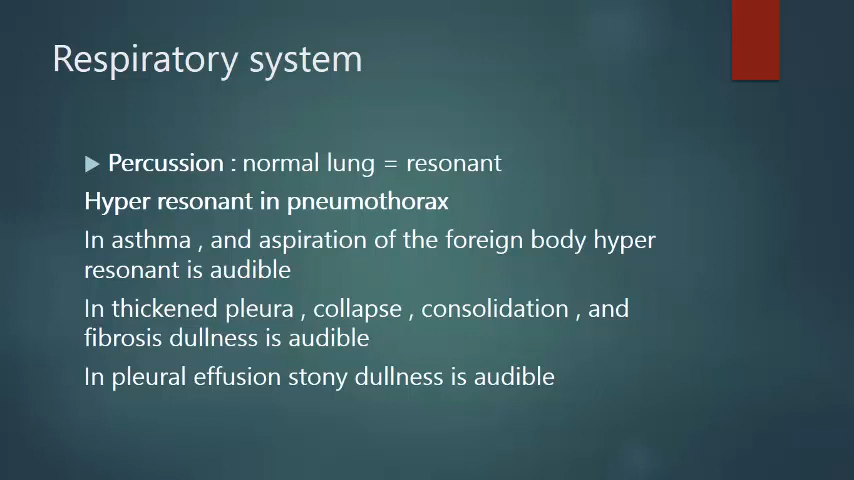 Respiratory system
Percussion : normal lung = resonant
Hyper resonant in pneumothorax
In asthma , and aspiration of the foreign body hyper
resonant is audible
In thickened pleura , collapse , consolidation , and
fibrosis dullness is audible
In pleural effusion stony dullness is audible